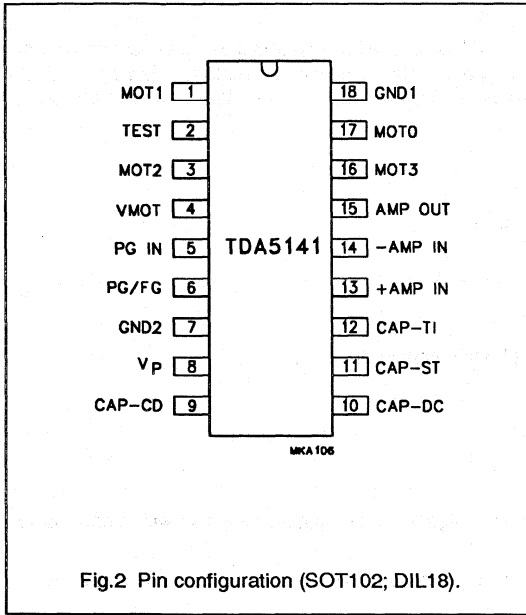 MOT1 1 18 GND1
TEST 2 17 MOT0
MOT2 3 16 MOT3
VMOT 4 15 AMP OUT
PG IN 5 TDA5141 14 -AMP IN
PG/FG 6 13 +AMP IN
GND2 7 12 CAP-TI
VP 8 11 CAP-ST
CAP-CD 9 10 CAP-DC
MKA106
Fig.2 Pin configuration (SOT102; DIL18).